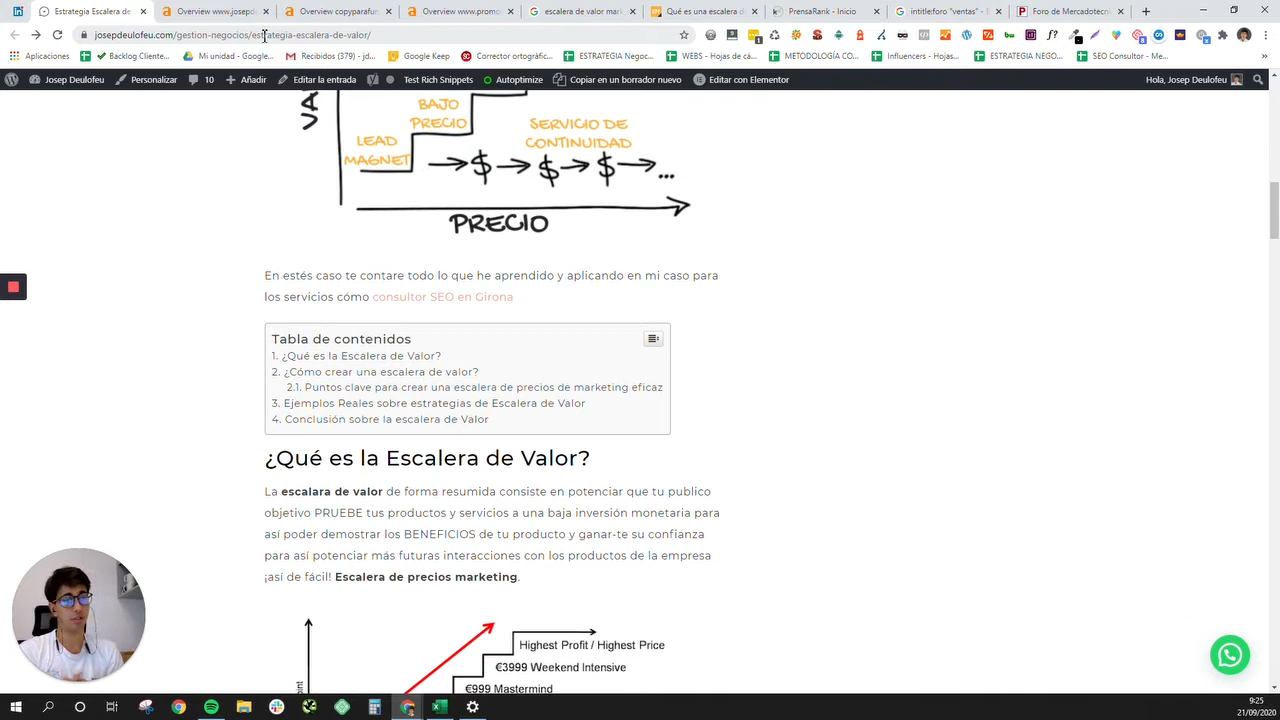 Estrategia Escalera de
Overview www.josepd
Overview copyparafu
Overview www.promo
escalera de valor mark
Qué es una escalera d
PrensaRank - Inicio
intitle:foro "ventas" - B
Foro de Mercadotecn
josepdeulofeu.com/gestion-negocios/estrategia-escalera-de-valor/
Aplicaciones
Backlog Cliente...
Mi unidad - Google...
Recibidos (379) - jd...
Google Keep
Corrector ortográfic...
ESTRATEGIA Negoc...
WEBS - Hojas de cá...
METODOLOGÍA CO...
Influencers - Hojas...
ESTRATEGIA NEGO...
SEO Consultor - Me...
Josep Deulofeu
Personalizar
10
Añadir
Editar la entrada
Test Rich Snippets
Autoptimize
Copiar en un borrador nuevo
Editar con Elementor
Hola, Josep Deulofeu
BAJO
PRECIO
LEAD
MAGNET
SERVICIO DE
CONTINUIDAD
$ $ $ ...
PRECIO
En estés caso te contare todo lo que he aprendido y aplicando en mi caso para
los servicios cómo consultor SEO en Girona
Tabla de contenidos
1. ¿Qué es la Escalera de Valor?
2. ¿Cómo crear una escalera de valor?
2.1. Puntos clave para crear una escalera de precios de marketing eficaz
3. Ejemplos Reales sobre estrategias de Escalera de Valor
4. Conclusión sobre la escalera de Valor
¿Qué es la Escalera de Valor?
La escalara de valor de forma resumida consiste en potenciar que tu publico
objetivo PRUEBE tus productos y servicios a una baja inversión monetaria para
así poder demostrar los BENEFICIOS de tu producto y ganar-te su confianza
para así potenciar más futuras interacciones con los productos de la empresa
¡así de fácil! Escalera de precios marketing.
Highest Profit / Highest Price
€3999 Weekend Intensive
€999 Mastermind
9:25
21/09/2020